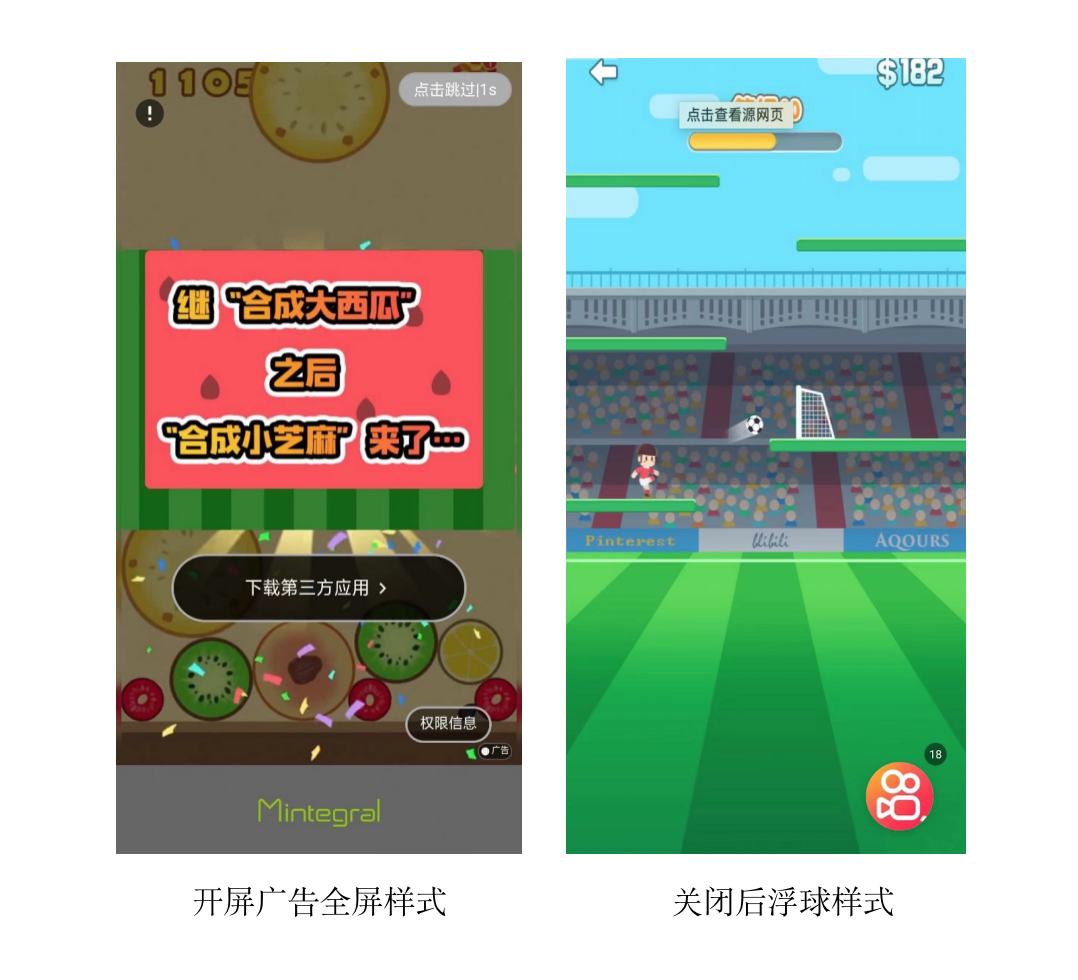 1105
点击跳过|1s
!
继"合成大西瓜"
之后
"合成小芝麻"来了…
下载第三方应用 >
权限信息
广告
Mintegral
开屏广告全屏样式
$182
点击查看源网页
Pinterest
blibili
AQOURS
18
关闭后浮球样式